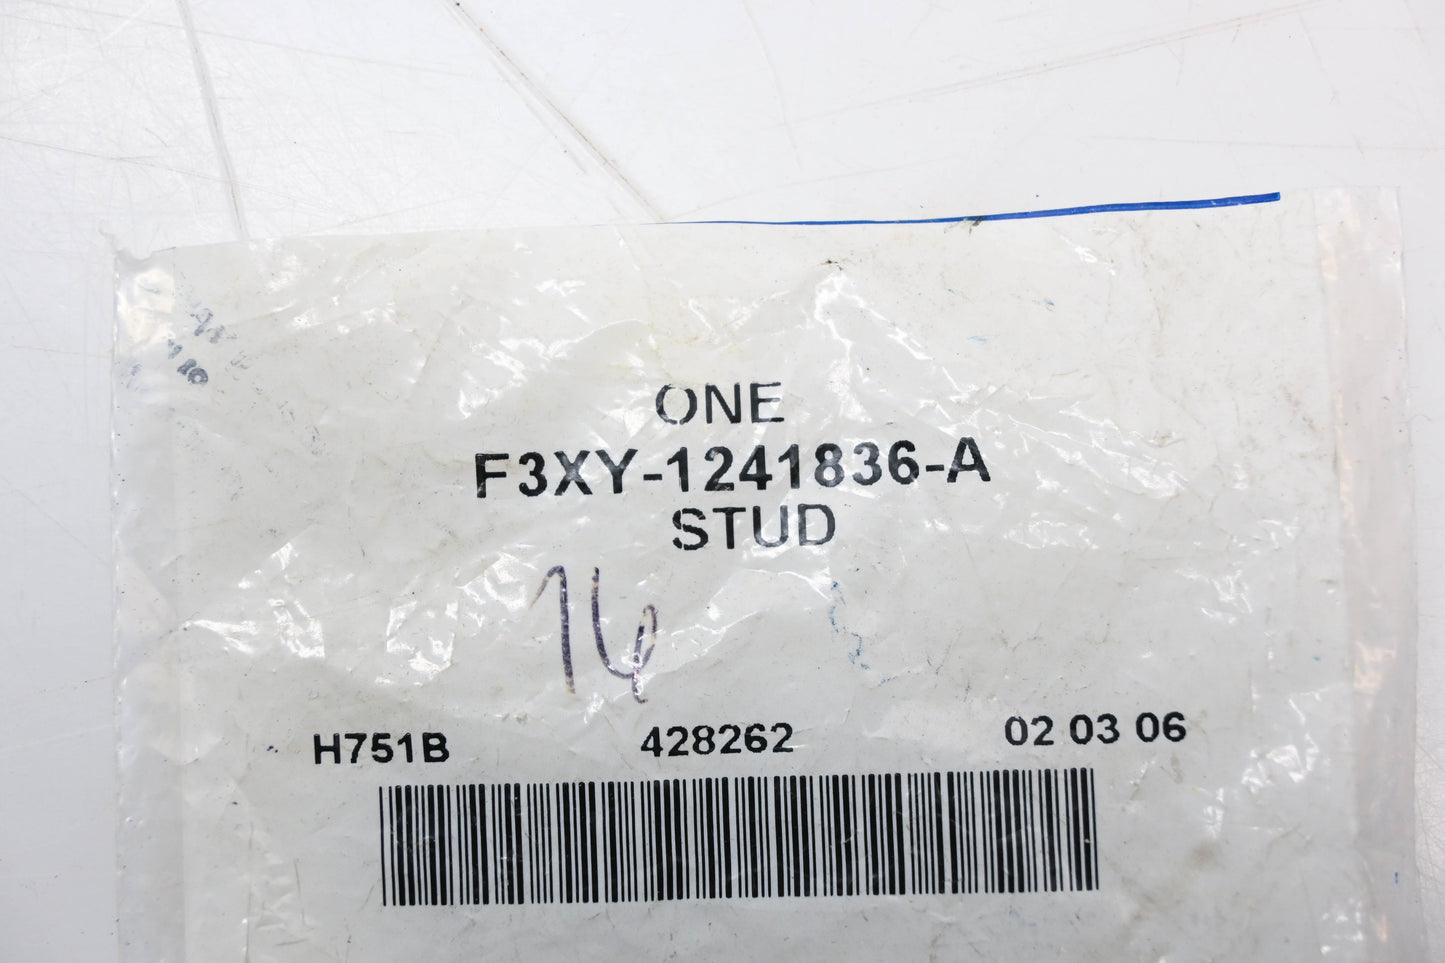 ONE
F3XY-1241836-A
STUD
H751B 428262 02 03 06